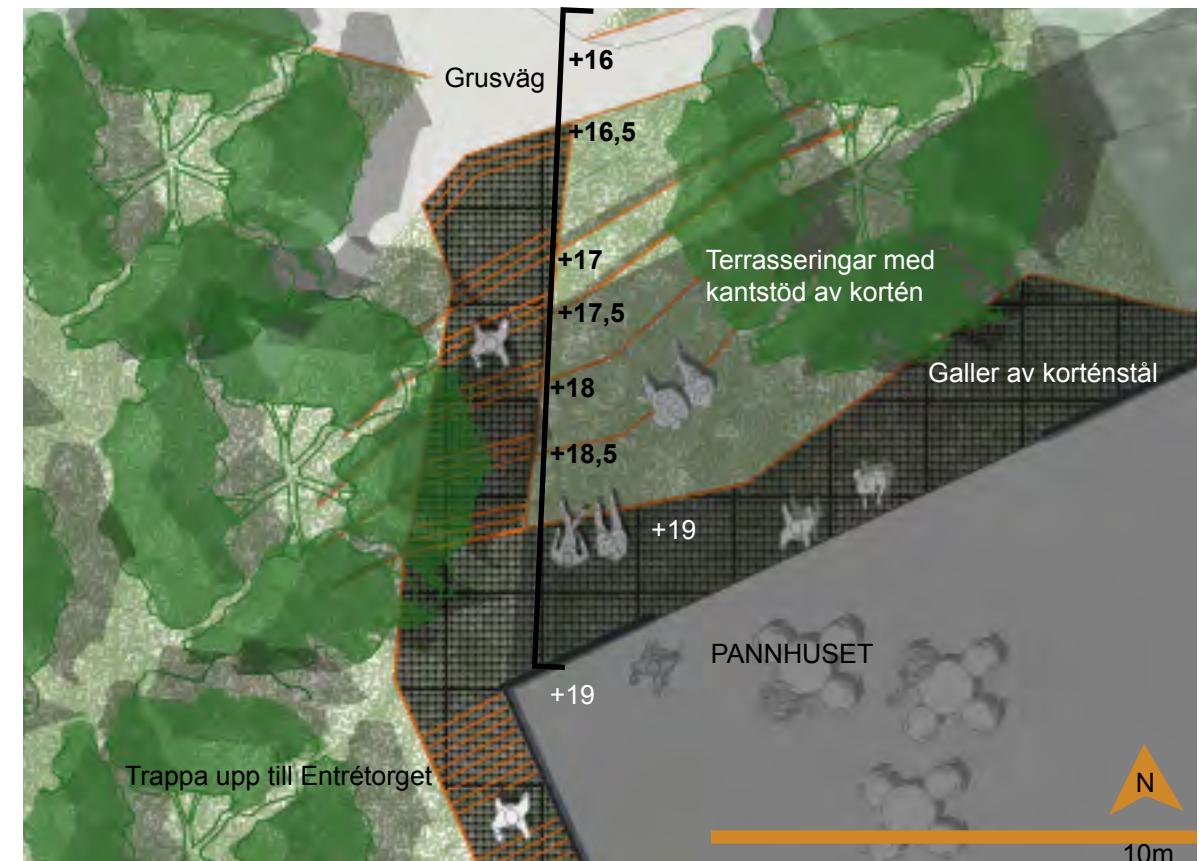 +16
Grusväg
+16,5
+17
Terrasseringar med
kantstöd av kortén
+17,5
Galler av korténstål
+18
+18,5
+19
PANNHUSET
+19
Trappa upp till Entrétorget
N
10m